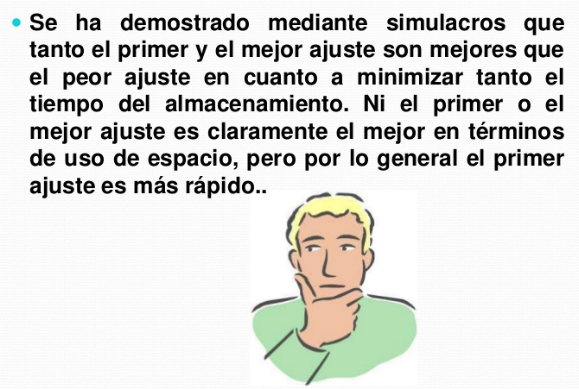 • Se ha demostrado mediante simulacros que
tanto el primer y el mejor ajuste son mejores que
el peor ajuste en cuanto a minimizar tanto el
tiempo del almacenamiento. Ni el primer o el
mejor ajuste es claramente el mejor en términos
de uso de espacio, pero por lo general el primer
ajuste es más rápido..